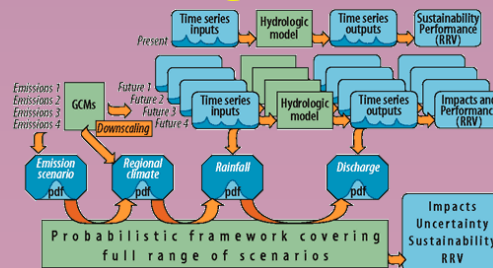 Present
Time series
inputs
Hydrologic
model
Time series
outputs
Sustainability
Performance
(RRV)
Emissions 1
Emissions 2
Emissions 3
Emissions 4
GCMs
Downscaling
Future 1
Future 2
Future 3
Future 4
Time series
inputs
Hydrologic
model
Time series
outputs
Impacts and
Performance
(RRV)
Emission
scenario
pdf
Regional
climate
pdf
Rainfall
pdf
Discharge
pdf
Probabilistic framework covering
full range of scenarios
Impacts
Uncertainty
Sustainability
RRV